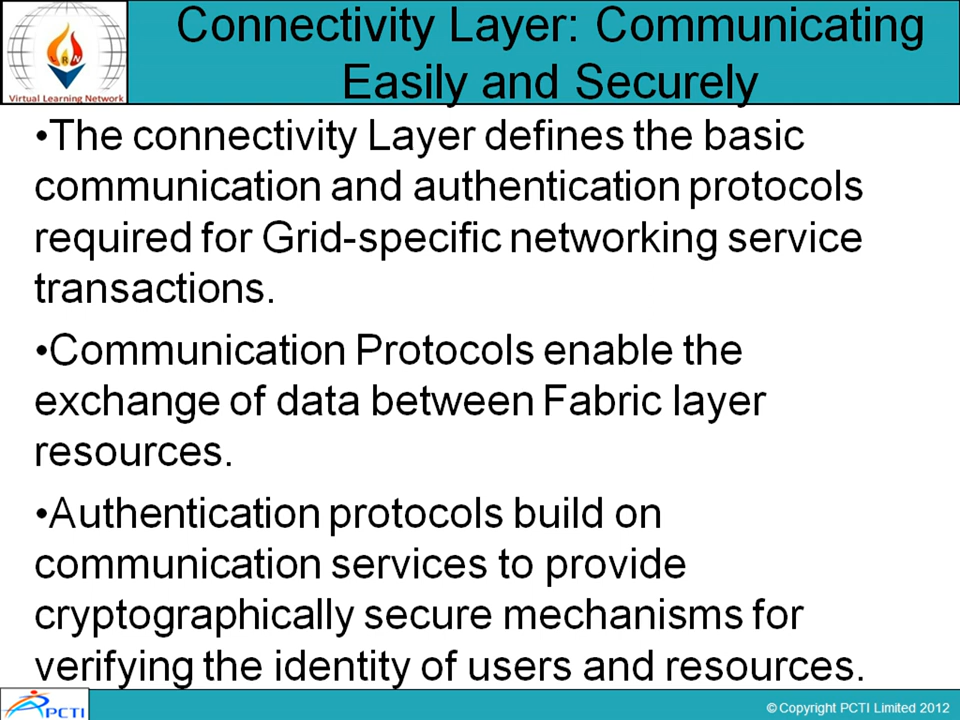 Connectivity Layer: Communicating
Easily and Securely
Virtual Learning Network
•The connectivity Layer defines the basic
communication and authentication protocols
required for Grid-specific networking service
transactions.
•Communication Protocols enable the
exchange of data between Fabric layer
resources.
•Authentication protocols build on
communication services to provide
cryptographically secure mechanisms for
verifying the identity of users and resources.
PCTI
© Copyright PCTI Limited 2012